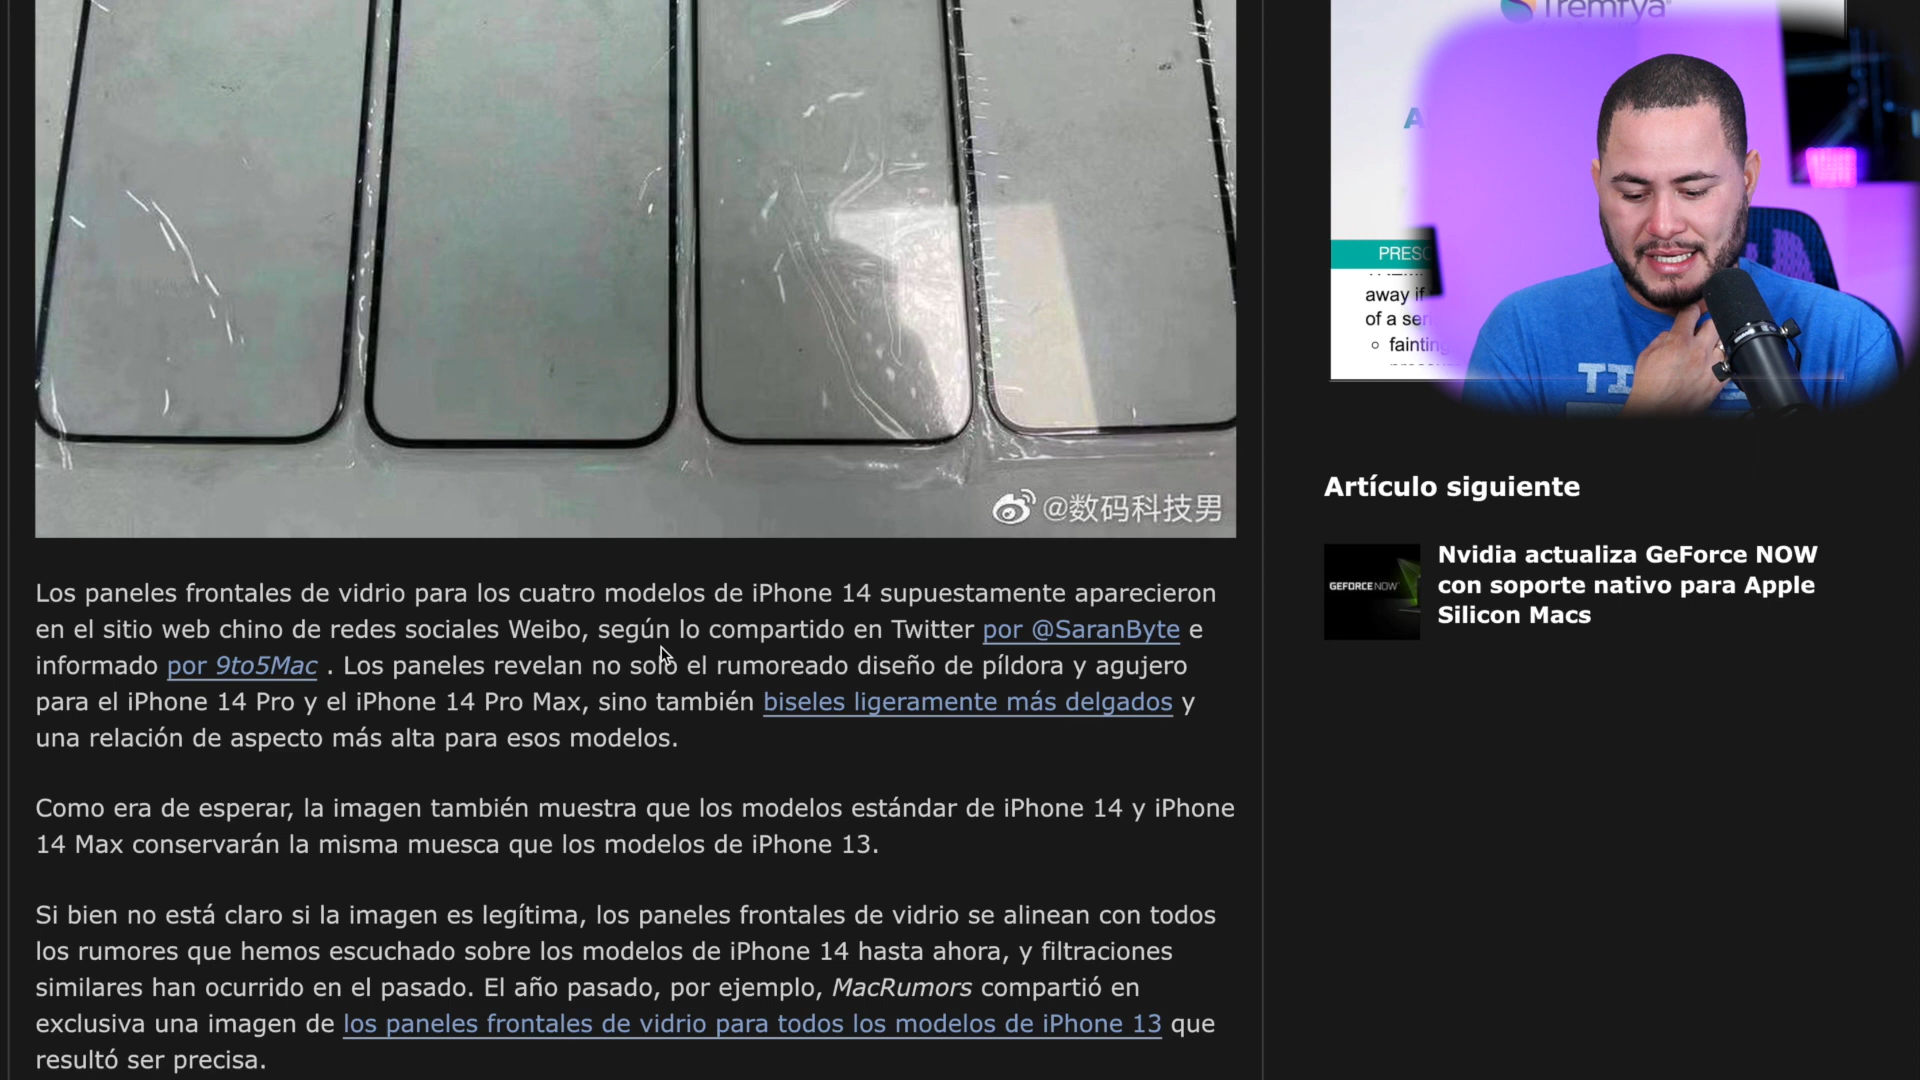 Tremfya
A
PRESC
away if
of a ser
fainting
TI
@数码科技男
Los paneles frontales de vidrio para los cuatro modelos de iPhone 14 supuestamente aparecieron
en el sitio web chino de redes sociales Weibo, según lo compartido en Twitter por @SaranByte e
informado por 9to5Mac . Los paneles revelan no solo el rumoreado diseño de píldora y agujero
para el iPhone 14 Pro y el iPhone 14 Pro Max, sino también biseles ligeramente más delgados y
una relación de aspecto más alta para esos modelos.
Como era de esperar, la imagen también muestra que los modelos estándar de iPhone 14 y iPhone
14 Max conservarán la misma muesca que los modelos de iPhone 13.
Si bien no está claro si la imagen es legítima, los paneles frontales de vidrio se alinean con todos
los rumores que hemos escuchado sobre los modelos de iPhone 14 hasta ahora, y filtraciones
similares han ocurrido en el pasado. El año pasado, por ejemplo, MacRumors compartió en
exclusiva una imagen de los paneles frontales de vidrio para todos los modelos de iPhone 13 que
resultó ser precisa.
Artículo siguiente
GEFORCE NOW
Nvidia actualiza GeForce NOW
con soporte nativo para Apple
Silicon Macs